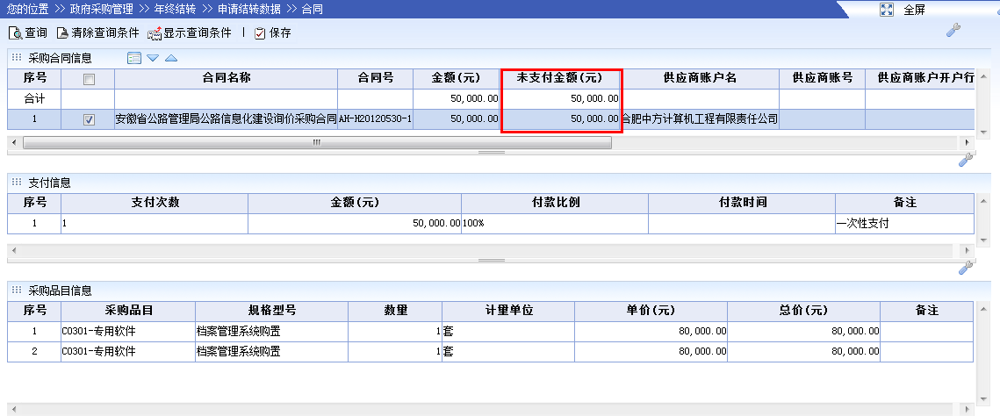 您的位置 >> 政府采购管理 >> 年终结转 >> 申请结转数据 >> 合同 全屏
查询 清除查询条件 显示查询条件 | 保存
采购合同信息
序号 合同名称 合同号 金额(元) 未支付金额(元) 供应商账户名 供应商账号 供应商账户开户行
合计 50,000.00 50,000.00
1 安徽省公路管理局公路信息化建设询价采购合同 AH-H20120530-1 50,000.00 50,000.00 合肥中方计算机工程有限责任公司
支付信息
序号 支付次数 金额(元) 付款比例 付款时间 备注
1 1 50,000.00 100% 一次性支付
采购品目信息
序号 采购品目 规格型号 数量 计量单位 单价(元) 总价(元) 备注
1 C0301-专用软件 档案管理系统购置 1 套 80,000.00 80,000.00
2 C0301-专用软件 档案管理系统购置 1 套 80,000.00 80,000.00